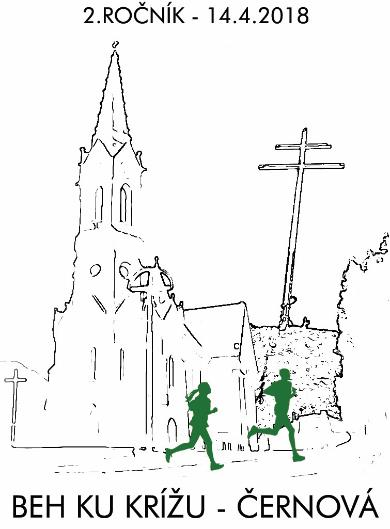 2.ROČNÍK - 14.4.2018
BEH KU KRÍŽU - ČERNOVÁ